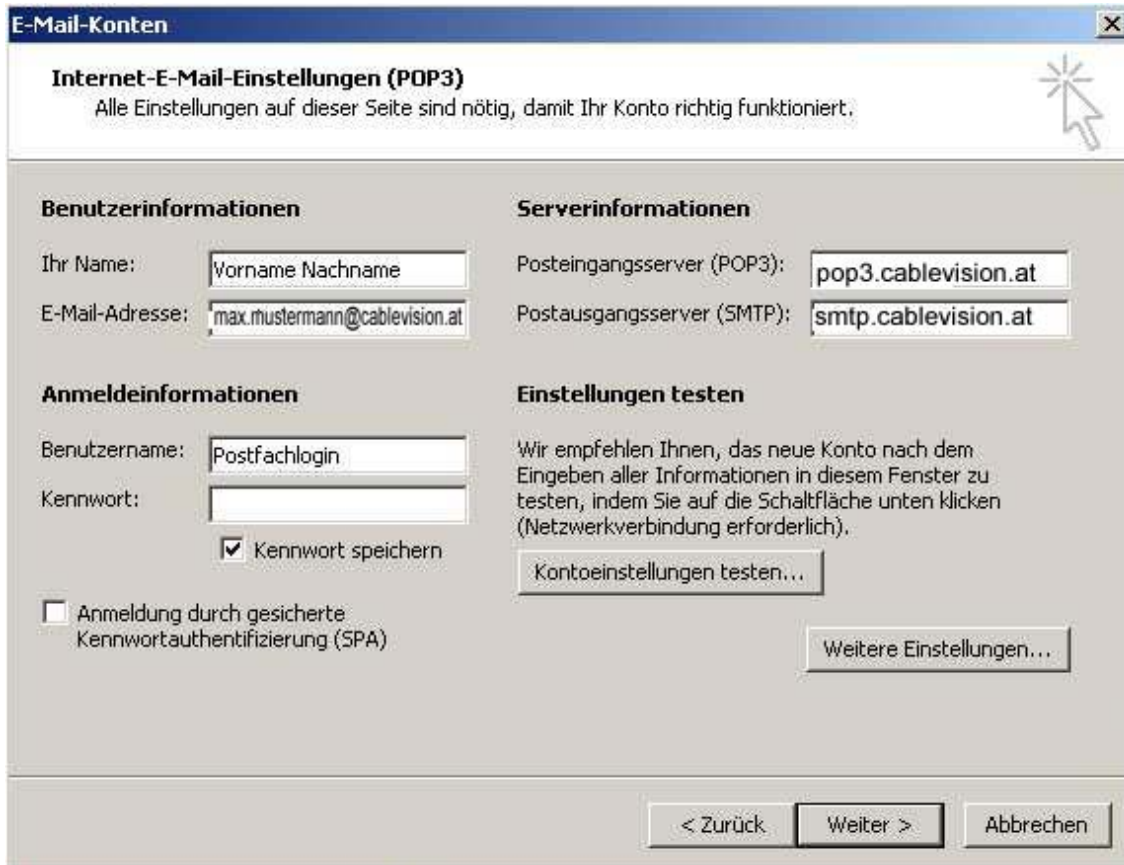 E-Mail-Konten
Internet-E-Mail-Einstellungen (POP3)
Alle Einstellungen auf dieser Seite sind nötig, damit Ihr Konto richtig funktioniert.
Benutzerinformationen
Ihr Name: Vorname Nachname
E-Mail-Adresse: max.mustermann@cablevision.at
Serverinformationen
Posteingangsserver (POP3): pop3.cablevision.at
Postausgangsserver (SMTP): smtp.cablevision.at
Anmeldeinformationen
Benutzername: Postfachlogin
Kennwort:
Kennwort speichern
Anmeldung durch gesicherte
Kennwortauthentifizierung (SPA)
Einstellungen testen
Wir empfehlen Ihnen, das neue Konto nach dem
Eingeben aller Informationen in diesem Fenster zu
testen, indem Sie auf die Schaltfläche unten klicken
(Netzwerkverbindung erforderlich).
Kontoeinstellungen testen...
Weitere Einstellungen...
< Zurück
Weiter >
Abbrechen